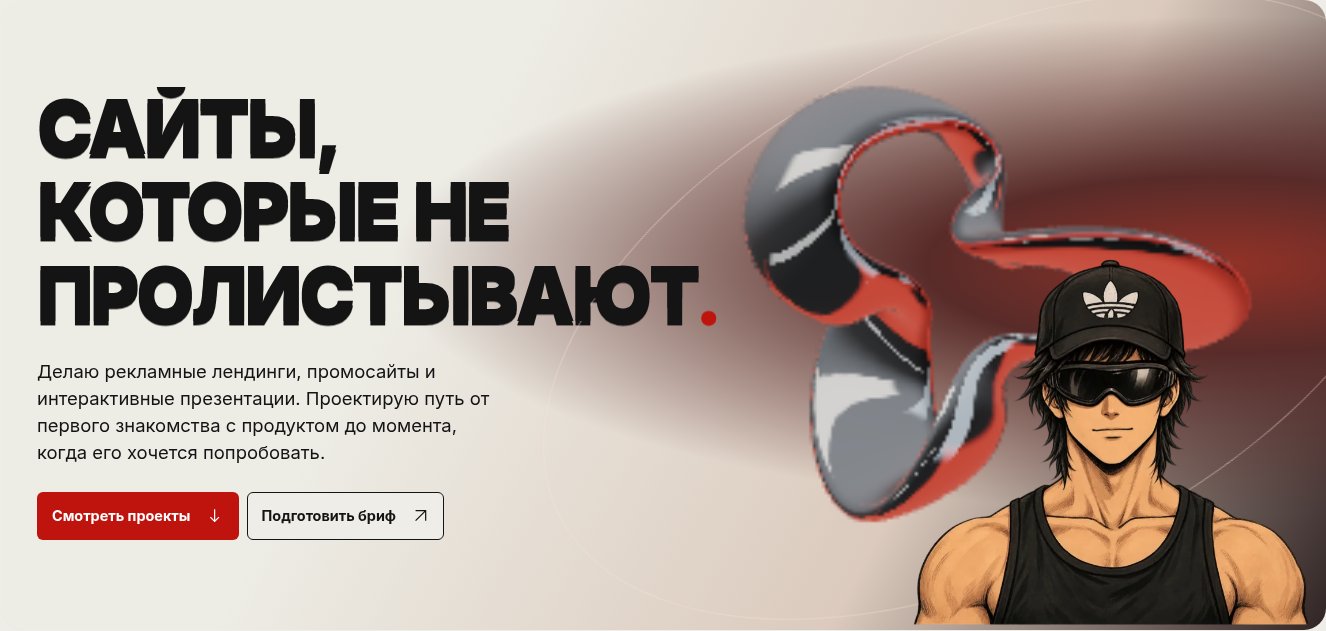 САЙТЫ,
КОТОРЫЕ НЕ
ПРОЛИСТЫВАЮТ.
Делаю рекламные лендинги, промосайты и
интерактивные презентации. Проектирую путь от
первого знакомства с продуктом до момента,
когда его хочется попробовать.
Смотреть проекты ↓
Подготовить бриф ↗